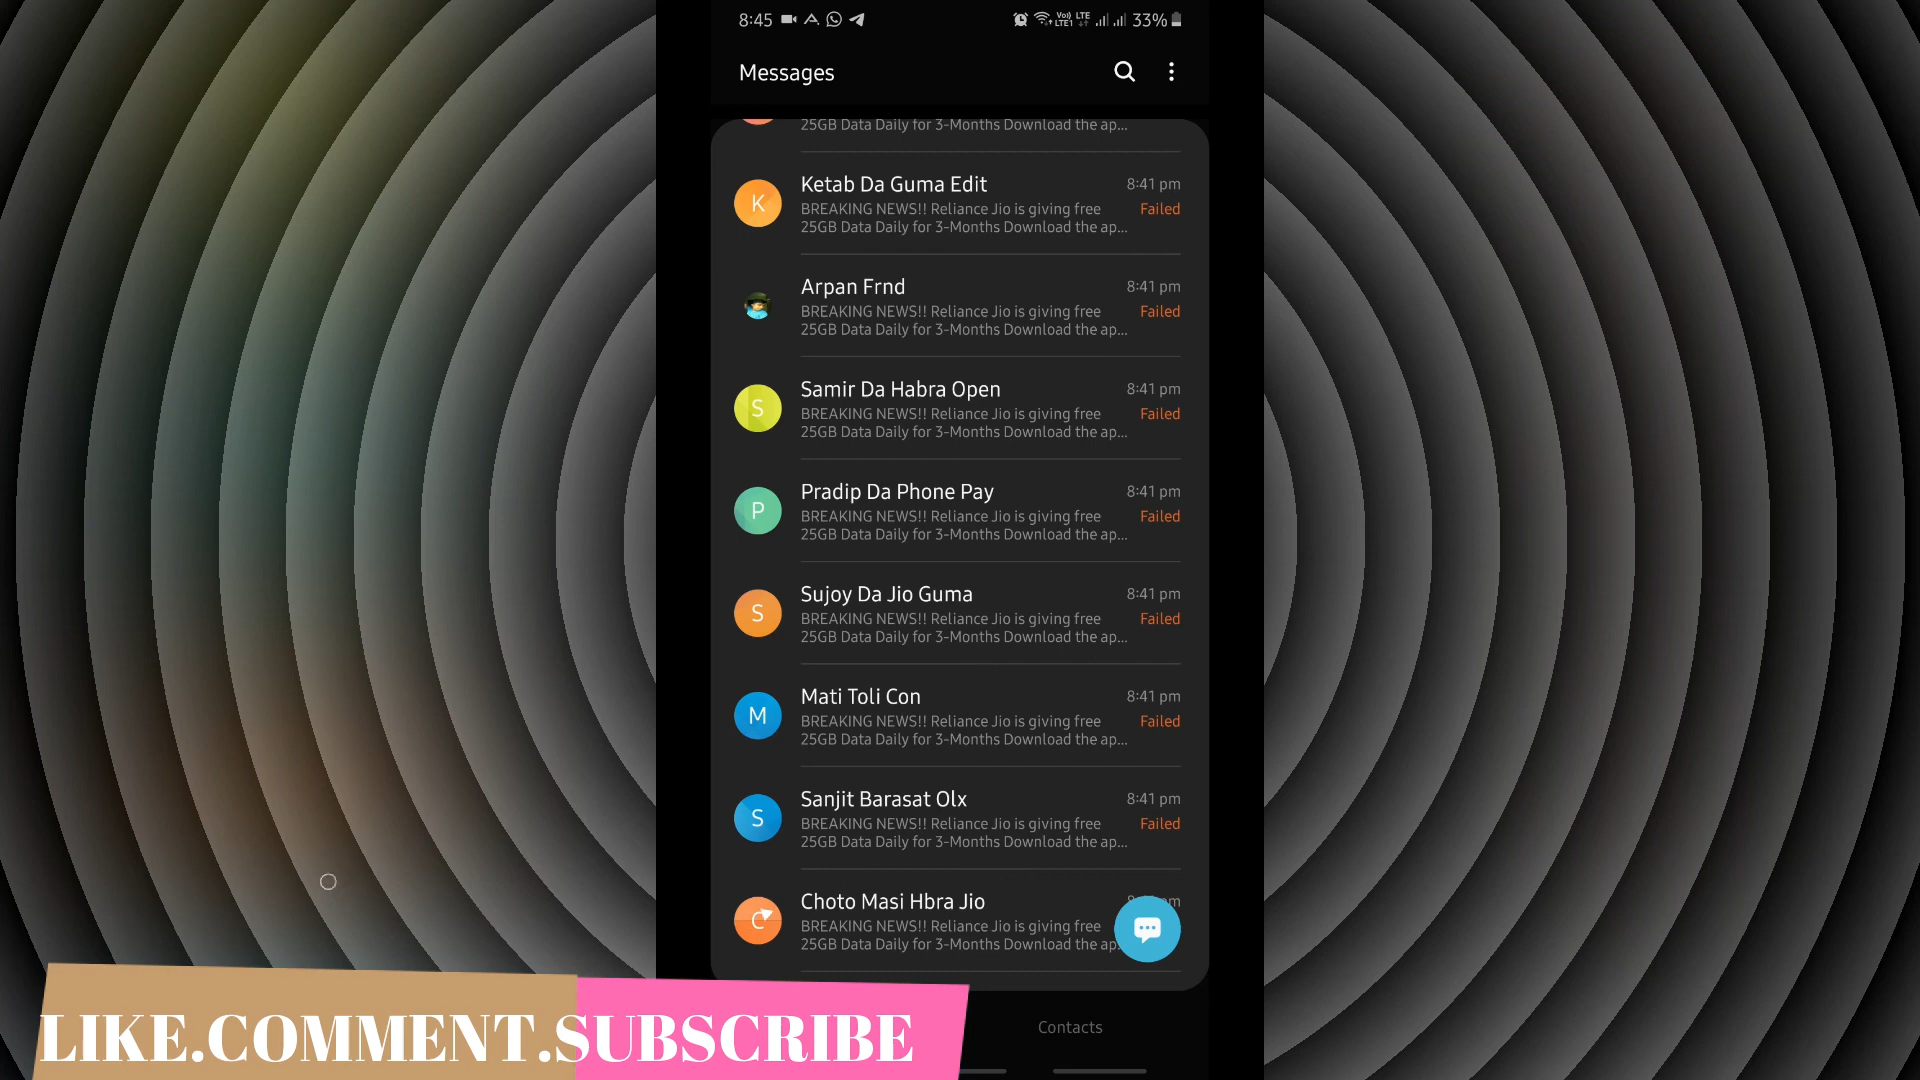 8:45
Vo)) LTE
LTE1
33%
Messages
25GB Data Daily for 3-Months Download the ap...
K
Ketab Da Guma Edit
8:41 pm
BREAKING NEWS!! Reliance Jio is giving free
Failed
25GB Data Daily for 3-Months Download the ap...
Arpan Frnd
8:41 pm
BREAKING NEWS!! Reliance Jio is giving free
Failed
25GB Data Daily for 3-Months Download the ap...
S
Samir Da Habra Open
8:41 pm
BREAKING NEWS!! Reliance Jio is giving free
Failed
25GB Data Daily for 3-Months Download the ap...
P
Pradip Da Phone Pay
8:41 pm
BREAKING NEWS!! Reliance Jio is giving free
Failed
25GB Data Daily for 3-Months Download the ap...
S
Sujoy Da Jio Guma
8:41 pm
BREAKING NEWS!! Reliance Jio is giving free
Failed
25GB Data Daily for 3-Months Download the ap...
M
Mati Toli Con
8:41 pm
BREAKING NEWS!! Reliance Jio is giving free
Failed
25GB Data Daily for 3-Months Download the ap...
S
Sanjit Barasat Olx
8:41 pm
BREAKING NEWS!! Reliance Jio is giving free
Failed
25GB Data Daily for 3-Months Download the ap...
C
Choto Masi Hbra Jio
BREAKING NEWS!! Reliance Jio is giving free
25GB Data Daily for 3-Months Download the ap
Contacts
LIKE.COMMENT.SUBSCRIBE